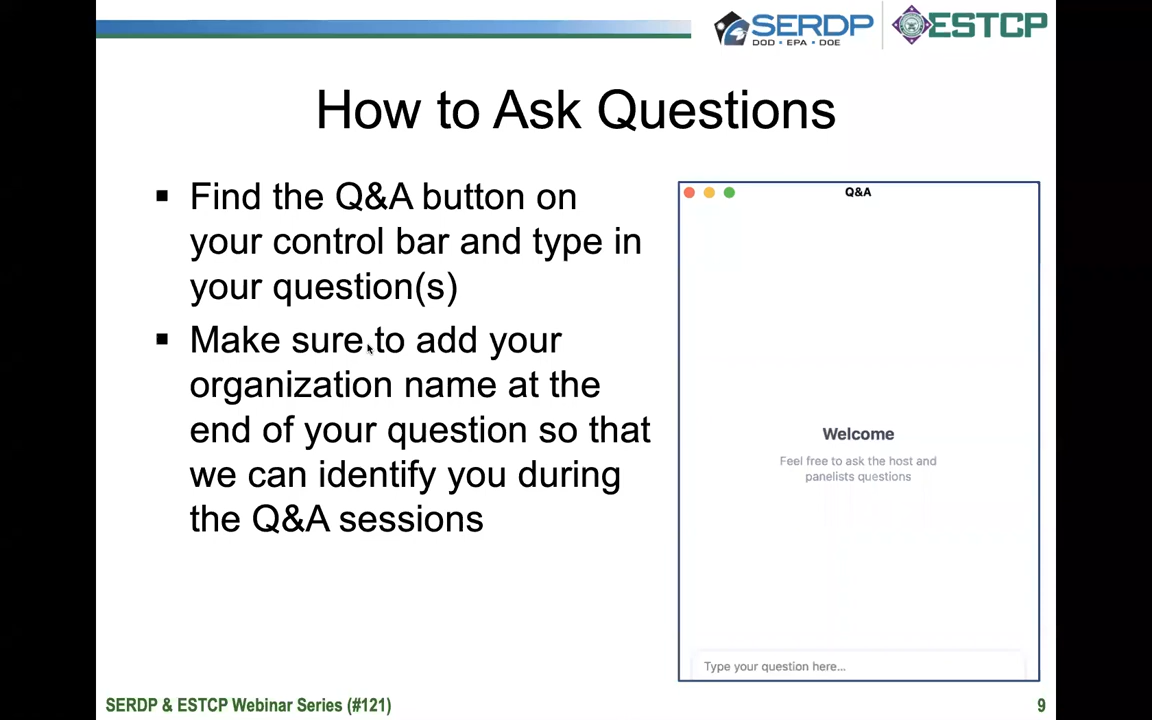 SERDP
DOD • EPA • DOE
ESTCP
How to Ask Questions
▪ Find the Q&A button on
your control bar and type in
your question(s)
▪ Make sure to add your
organization name at the
end of your question so that
we can identify you during
the Q&A sessions
Q&A
Welcome
Feel free to ask the host and
panelists questions
Type your question here...
SERDP & ESTCP Webinar Series (#121)
9